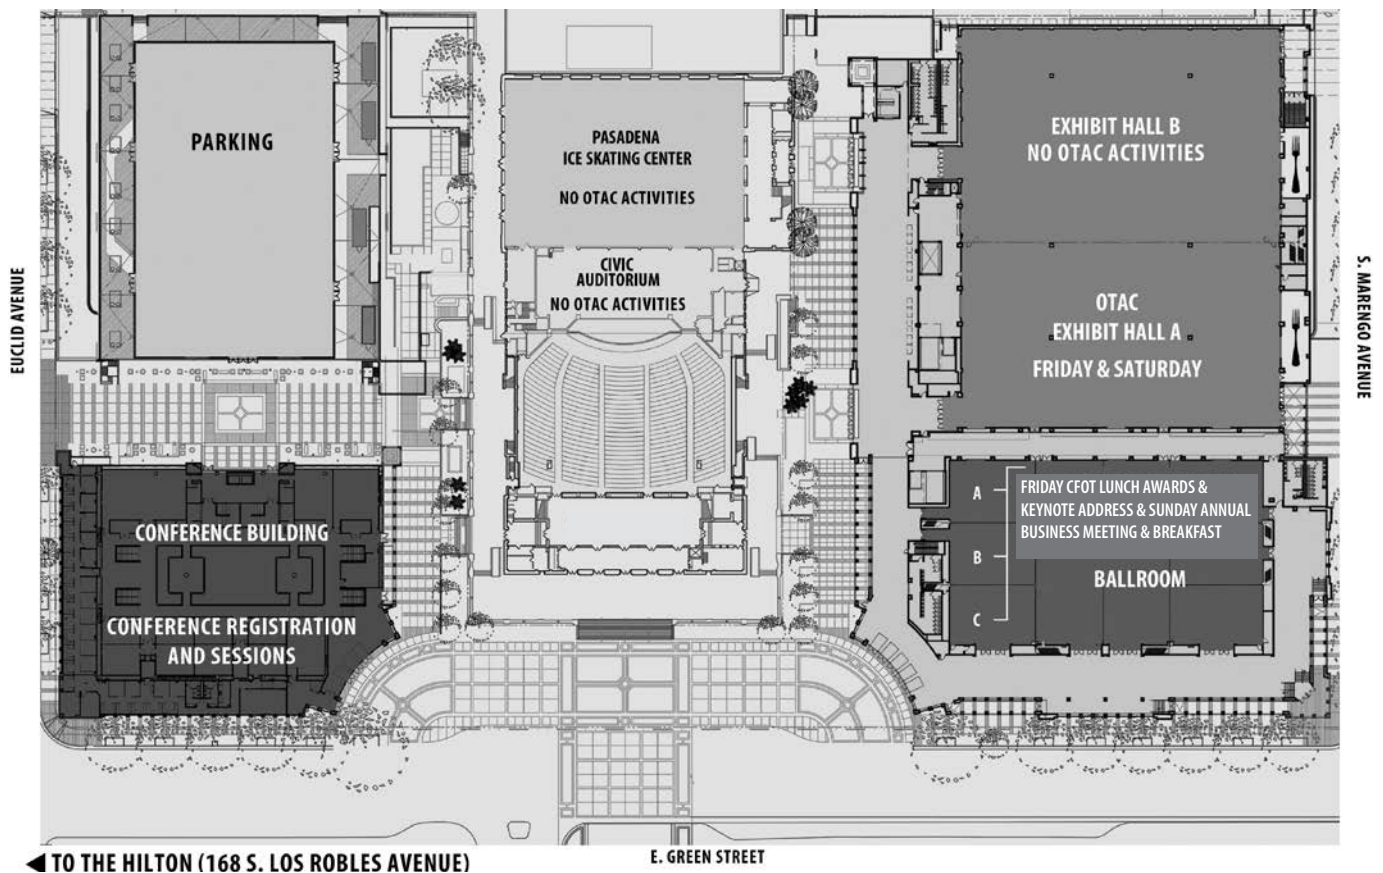 PARKING
PASADENA
ICE SKATING CENTER
NO OTAC ACTIVITIES
CIVIC
AUDITORIUM
NO OTAC ACTIVITIES
EXHIBIT HALL B
NO OTAC ACTIVITIES
OTAC
EXHIBIT HALL A
FRIDAY & SATURDAY
EUCLID AVENUE
S. MARENGO AVENUE
CONFERENCE BUILDING
CONFERENCE REGISTRATION
AND SESSIONS
A
B
C
FRIDAY CFOT LUNCH AWARDS &
KEYNOTE ADDRESS & SUNDAY ANNUAL
BUSINESS MEETING & BREAKFAST
BALLROOM
TO THE HILTON (168 S. LOS ROBLES AVENUE)
E. GREEN STREET